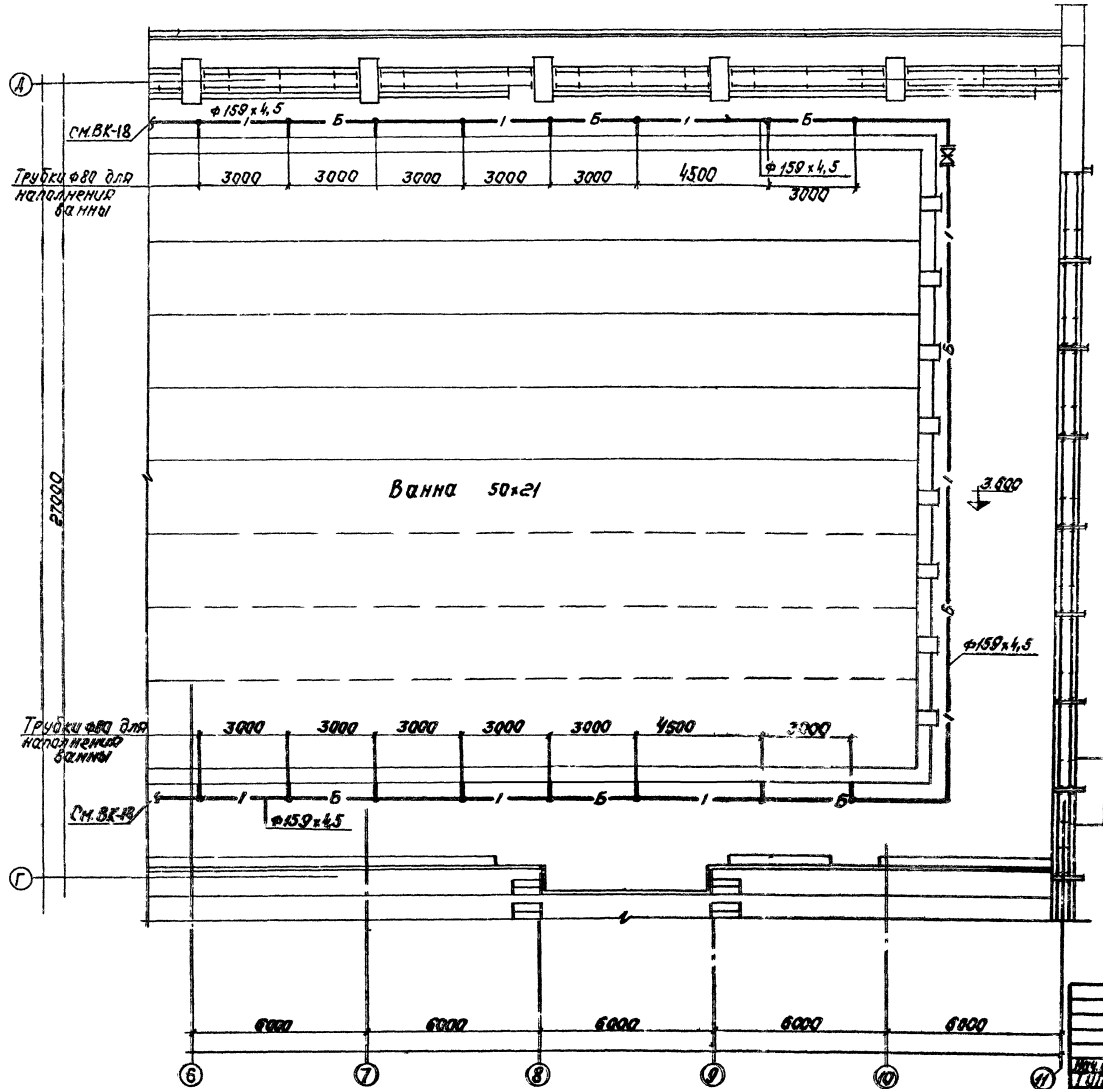 Д
ф159х4,5
1 Б 1 Б 1 Б
см.ВК-18
Трубки ф80 для
наполнения
ванны
3000 3000 3000 3000 3000 4500
ф159х4,5
3000
1
Б
27000
Ванна 50х21
1
3.600
Б
ф159х4,5
1
Трубки ф80 для
наполнения
ванны
3000 3000 3000 3000 3000 4500 3000
1 Б 1 Б 1 Б
См.ВК-18
ф159х4,5
Г
6000 6000 6000 6000 6000
6 7 8 9 10 11